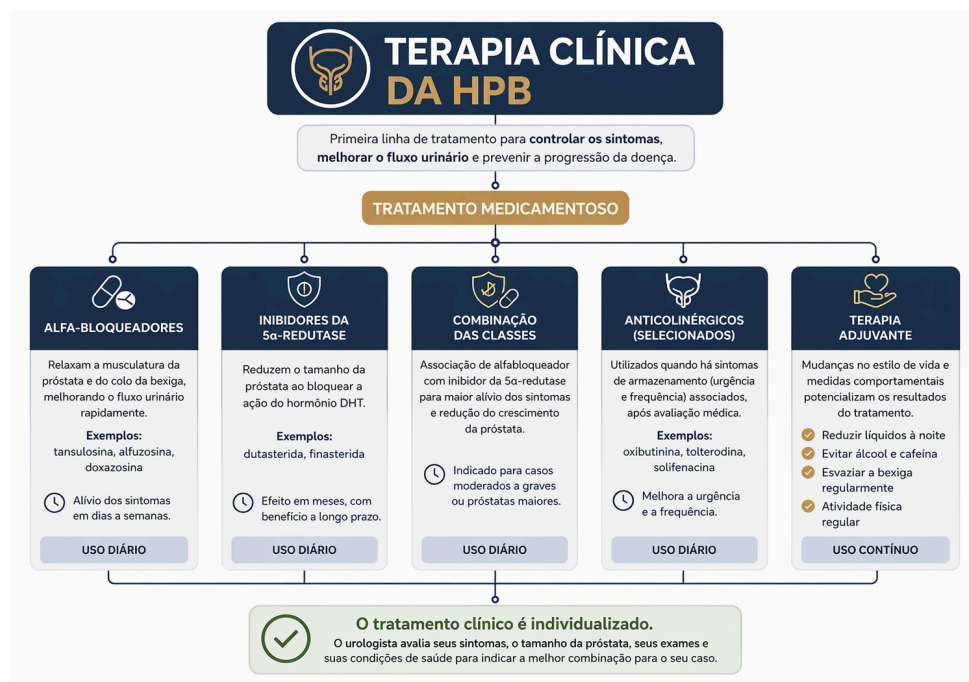 TERAPIA CLÍNICA
DA HPB
Primeira linha de tratamento para controlar os sintomas,
melhorar o fluxo urinário e prevenir a progressão da doença.
TRATAMENTO MEDICAMENTOSO
ALFA-BLOQUEADORES
Relaxam a musculatura da
próstata e do colo da bexiga,
melhorando o fluxo urinário
rapidamente.
Exemplos:
tansulosina, alfuzosina,
doxazosina
Alívio dos sintomas
em dias a semanas.
USO DIÁRIO
INIBIDORES DA
5α-REDUTASE
Reduzem o tamanho da
próstata ao bloquear a
ação do hormônio DHT.
Exemplos:
dutasterida, finasterida
Efeito em meses, com
benefício a longo prazo.
USO DIÁRIO
COMBINAÇÃO
DAS CLASSES
Associação de alfabloqueador
com inibidor da 5α-redutase
para maior alívio dos sintomas
e redução do crescimento
da próstata.
Indicado para casos
moderados a graves
ou próstatas maiores.
USO DIÁRIO
ANTICOLINÉRGICOS
(SELECIONADOS)
Utilizados quando há sintomas
de armazenamento (urgência
e frequência) associados,
após avaliação médica.
Exemplos:
oxibutinina, tolterodina,
solifenacina
Melhora a urgência
e a frequência.
USO DIÁRIO
TERAPIA
ADJUVANTE
Mudanças no estilo de vida e
medidas comportamentais
potencializam os resultados
do tratamento.
Reduzir líquidos à noite
Evitar álcool e cafeína
Esvaziar a bexiga
regularmente
Atividade física
regular
USO CONTÍNUO
O tratamento clínico é individualizado.
O urologista avalia seus sintomas, o tamanho da próstata, seus exames e
suas condições de saúde para indicar a melhor combinação para o seu caso.